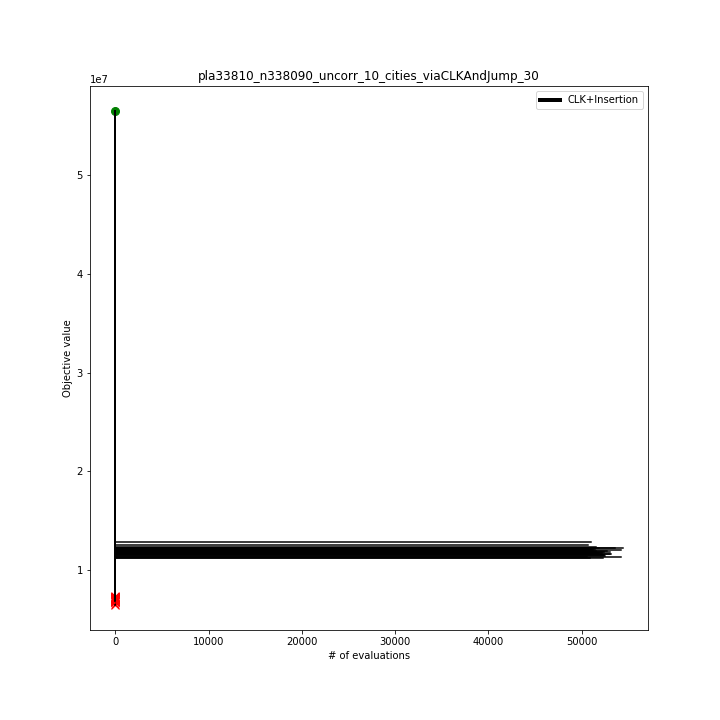 pla33810_n338090_uncorr_10_cities_viaCLKAndJump_30
1e7
CLK+Insertion
5
4
3
2
1
Objective value
0 10000 20000 30000 40000 50000
# of evaluations